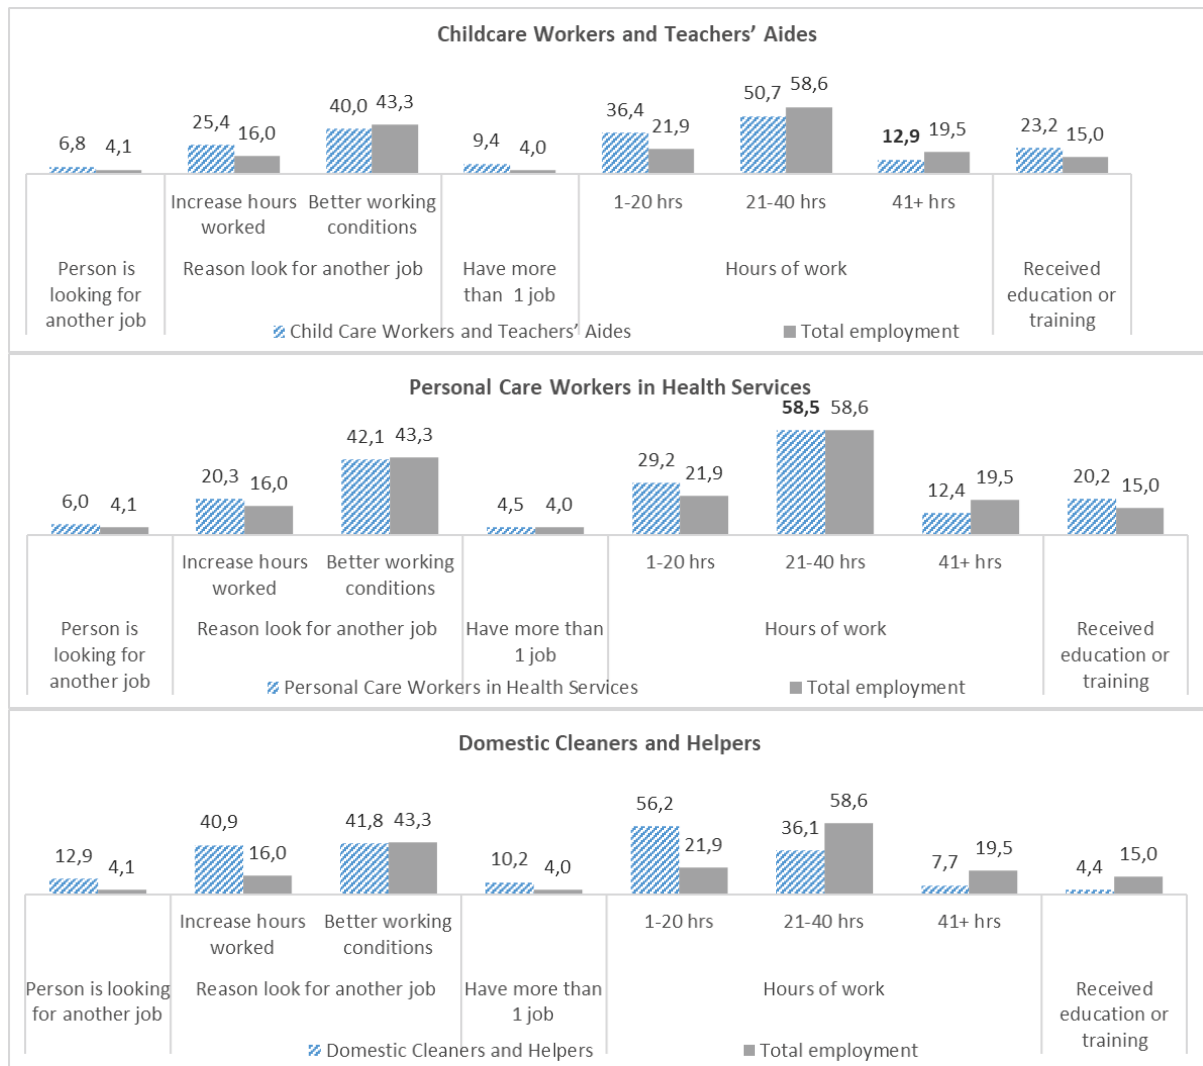 Childcare Workers and Teachers’ Aides
6,8 4,1 25,4 16,0 40,0 43,3 9,4 4,0 36,4 21,9 50,7 58,6 12,9 19,5 23,2 15,0
Increase hours worked
Better working conditions
1-20 hrs
21-40 hrs
41+ hrs
Person is looking for another job
Reason look for another job
Have more than 1 job
Hours of work
Received education or training
Child Care Workers and Teachers’ Aides
Total employment
Personal Care Workers in Health Services
6,0 4,1 20,3 16,0 42,1 43,3 4,5 4,0 29,2 21,9 58,5 58,6 12,4 19,5 20,2 15,0
Increase hours worked
Better working conditions
1-20 hrs
21-40 hrs
41+ hrs
Person is looking for another job
Reason look for another job
Have more than 1 job
Hours of work
Received education or training
Personal Care Workers in Health Services
Total employment
Domestic Cleaners and Helpers
12,9 4,1 40,9 16,0 41,8 43,3 10,2 4,0 56,2 21,9 36,1 58,6 7,7 19,5 4,4 15,0
Increase hours worked
Better working conditions
1-20 hrs
21-40 hrs
41+ hrs
Person is looking for another job
Reason look for another job
Have more than 1 job
Hours of work
Received education or training
Domestic Cleaners and Helpers
Total employment